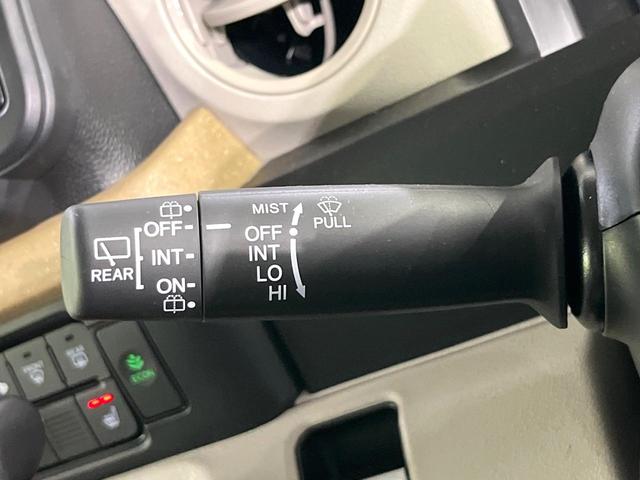 OFF
INT
ON
REAR
MIST
OFF
INT
LO
HI
PULL
ECON